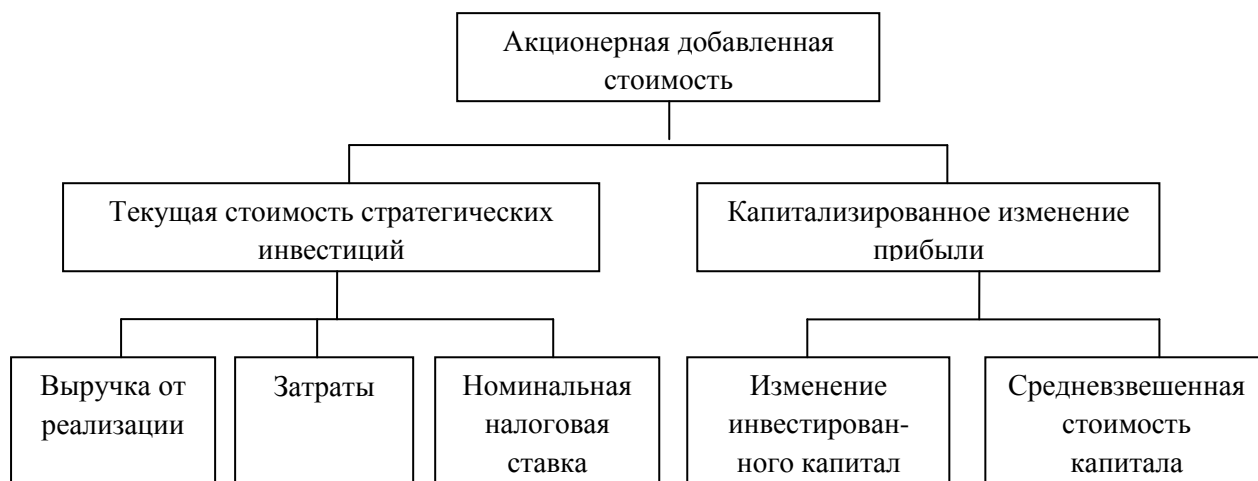 Акционерная добавленная
стоимость
Текущая стоимость стратегических
инвестиций
Капитализированное изменение
прибыли
Выручка от
реализации
Затраты
Номинальная
налоговая
ставка
Изменение
инвестирован-
ного капитал
Средневзвешенная
стоимость
капитала